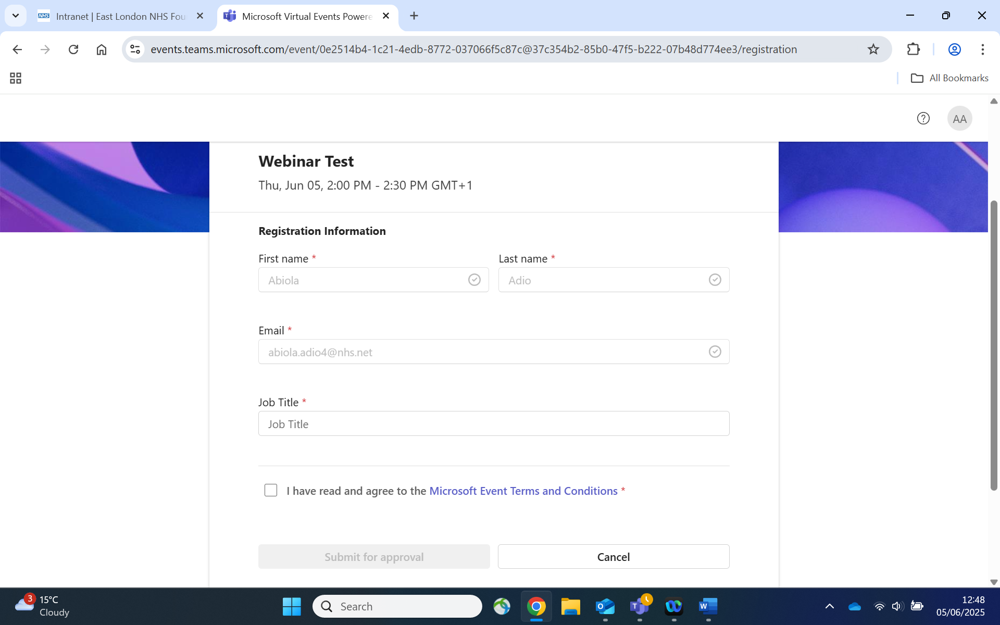 NHS
Intranet | East London NHS Fou
Microsoft Virtual Events Powere
events.teams.microsoft.com/event/0e2514b4-1c21-4edb-8772-037066f5c87c@37c354b2-85b0-47f5-b222-07b48d774ee3/registration
All Bookmarks
AA
Webinar Test
Thu, Jun 05, 2:00 PM - 2:30 PM GMT+1
Registration Information
First name *
Last name *
Abiola
Adio
Email *
abiola.adio4@nhs.net
Job Title *
Job Title
I have read and agree to the Microsoft Event Terms and Conditions *
Submit for approval
Cancel
3
15°C
Cloudy
Search
12:48
05/06/2025